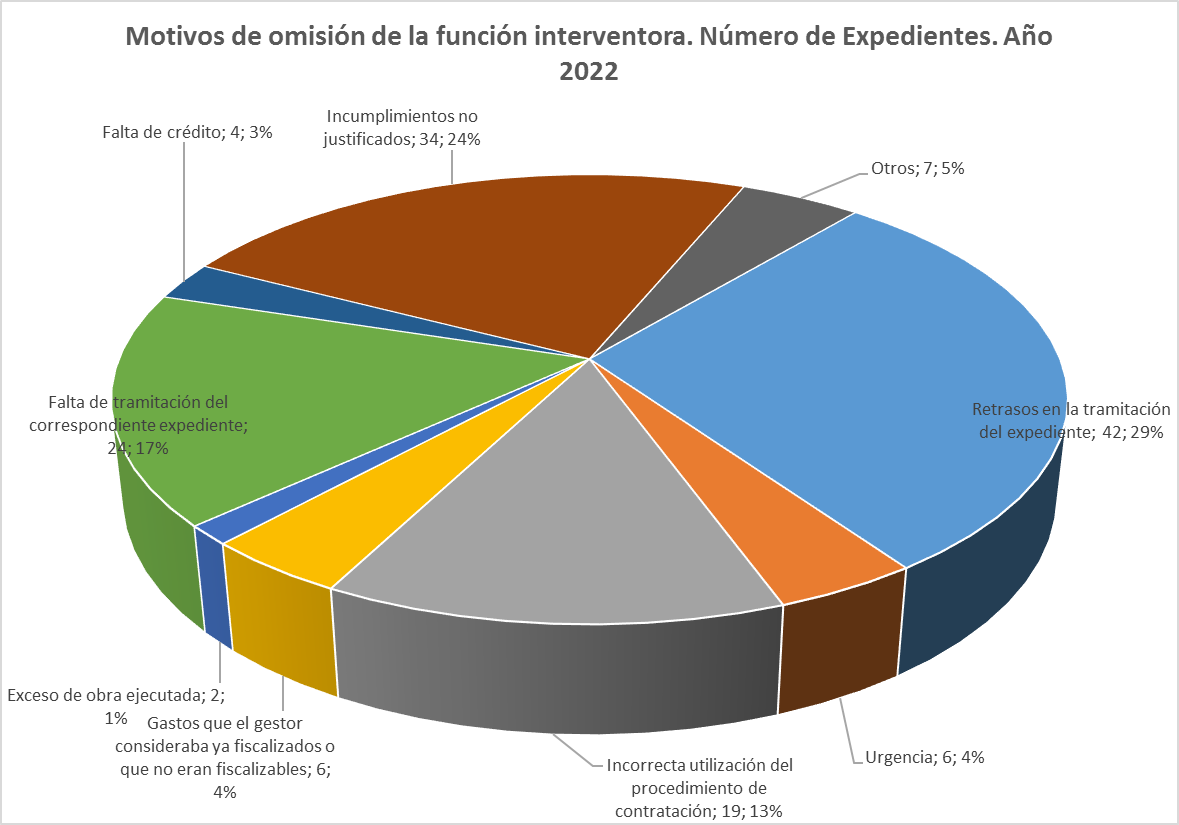 Motivos de omisión de la función interventora. Número de Expedientes. Año
2022
Incumplimientos no
justificados; 34; 24%
Falta de crédito; 4; 3%
Otros; 7; 5%
Falta de tramitación del
correspondiente expediente;
24; 17%
Retrasos en la tramitación
del expediente; 42; 29%
Exceso de obra ejecutada; 2;
1%
Gastos que el gestor
consideraba ya fiscalizados o
que no eran fiscalizables; 6;
4%
Incorrecta utilización del
procedimiento de
contratación; 19; 13%
Urgencia; 6; 4%